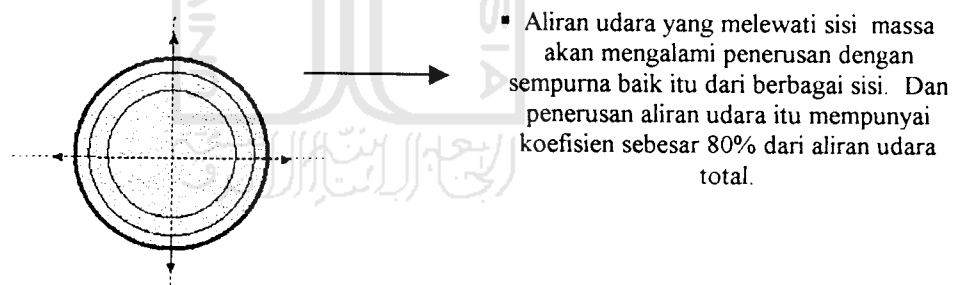 ▪ Aliran udara yang melewati sisi massa
akan mengalami penerusan dengan
sempurna baik itu dari berbagai sisi. Dan
penerusan aliran udara itu mempunyai
koefisien sebesar 80% dari aliran udara
total.